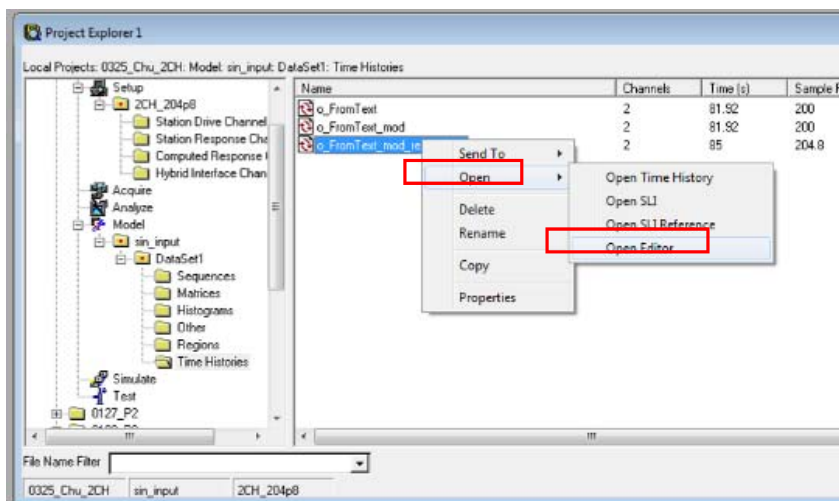 Project Explorer 1
Local Projects: 0325_Chu_2CH: Model: sin_input: DataSet1: Time Histories
Setup
2CH_204p8
Station Drive Channel
Station Response Cha
Computed Response
Hybrid Interface Chan
Acquire
Analyze
Model
sin_input
DataSet1
Sequences
Matrices
Histograms
Other
Regions
Time Histories
Simulate
Test
0127_P2
Name Channels Time (s) Sample
o_FromText 2 81.92 200
o_FromText_mod 2 81.92 200
o_FromText_mod_re 2 85 204.8
Send To
Open
Delete
Rename
Copy
Properties
Open Time History
Open SLI
Open SLI Reference
Open Editor
File Name Filter
0325_Chu_2CH sin_input 2CH_204p8